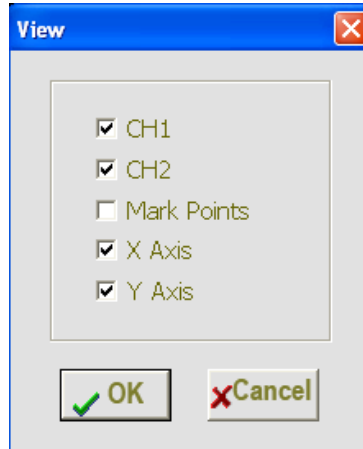 View
CH1
CH2
Mark Points
X Axis
Y Axis
OK Cancel